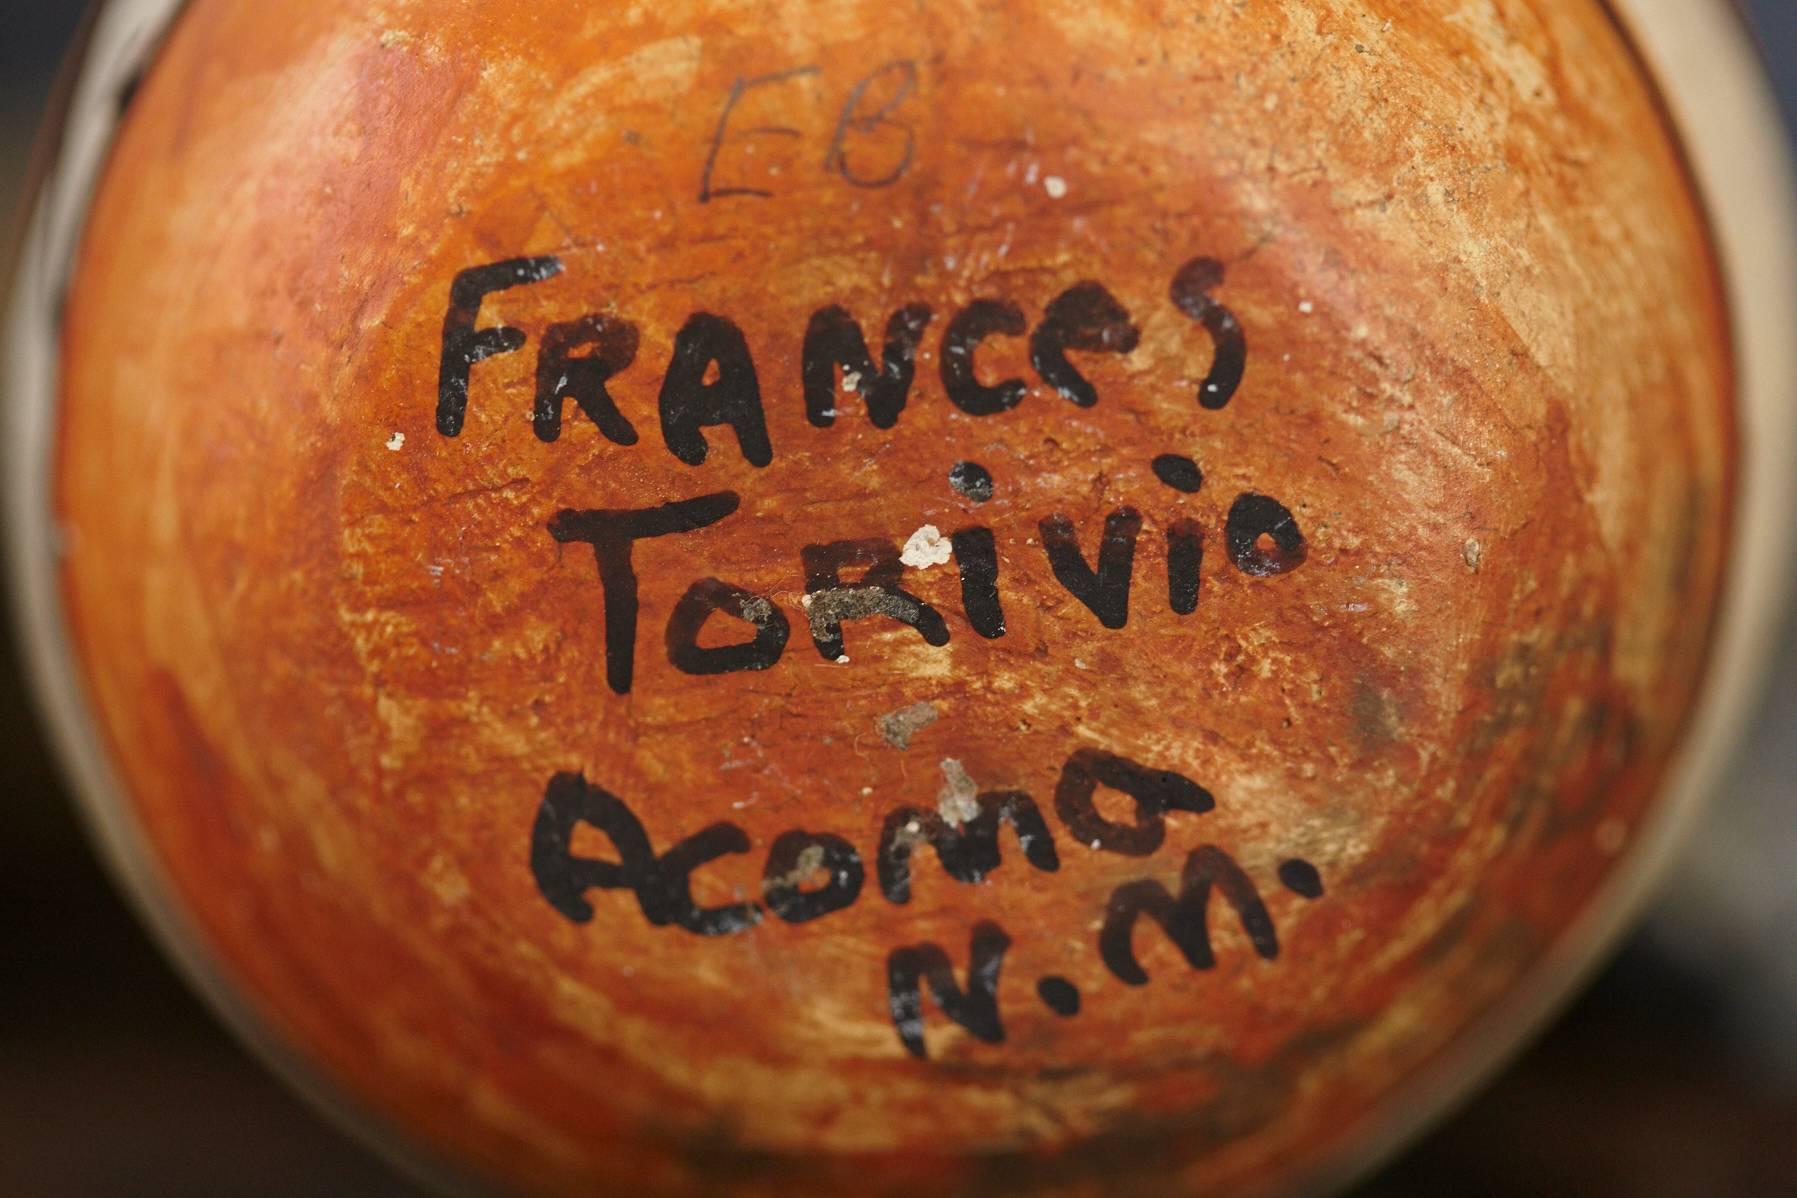 EB
FRANCeS
ToRiVio
Acoma
N.M.